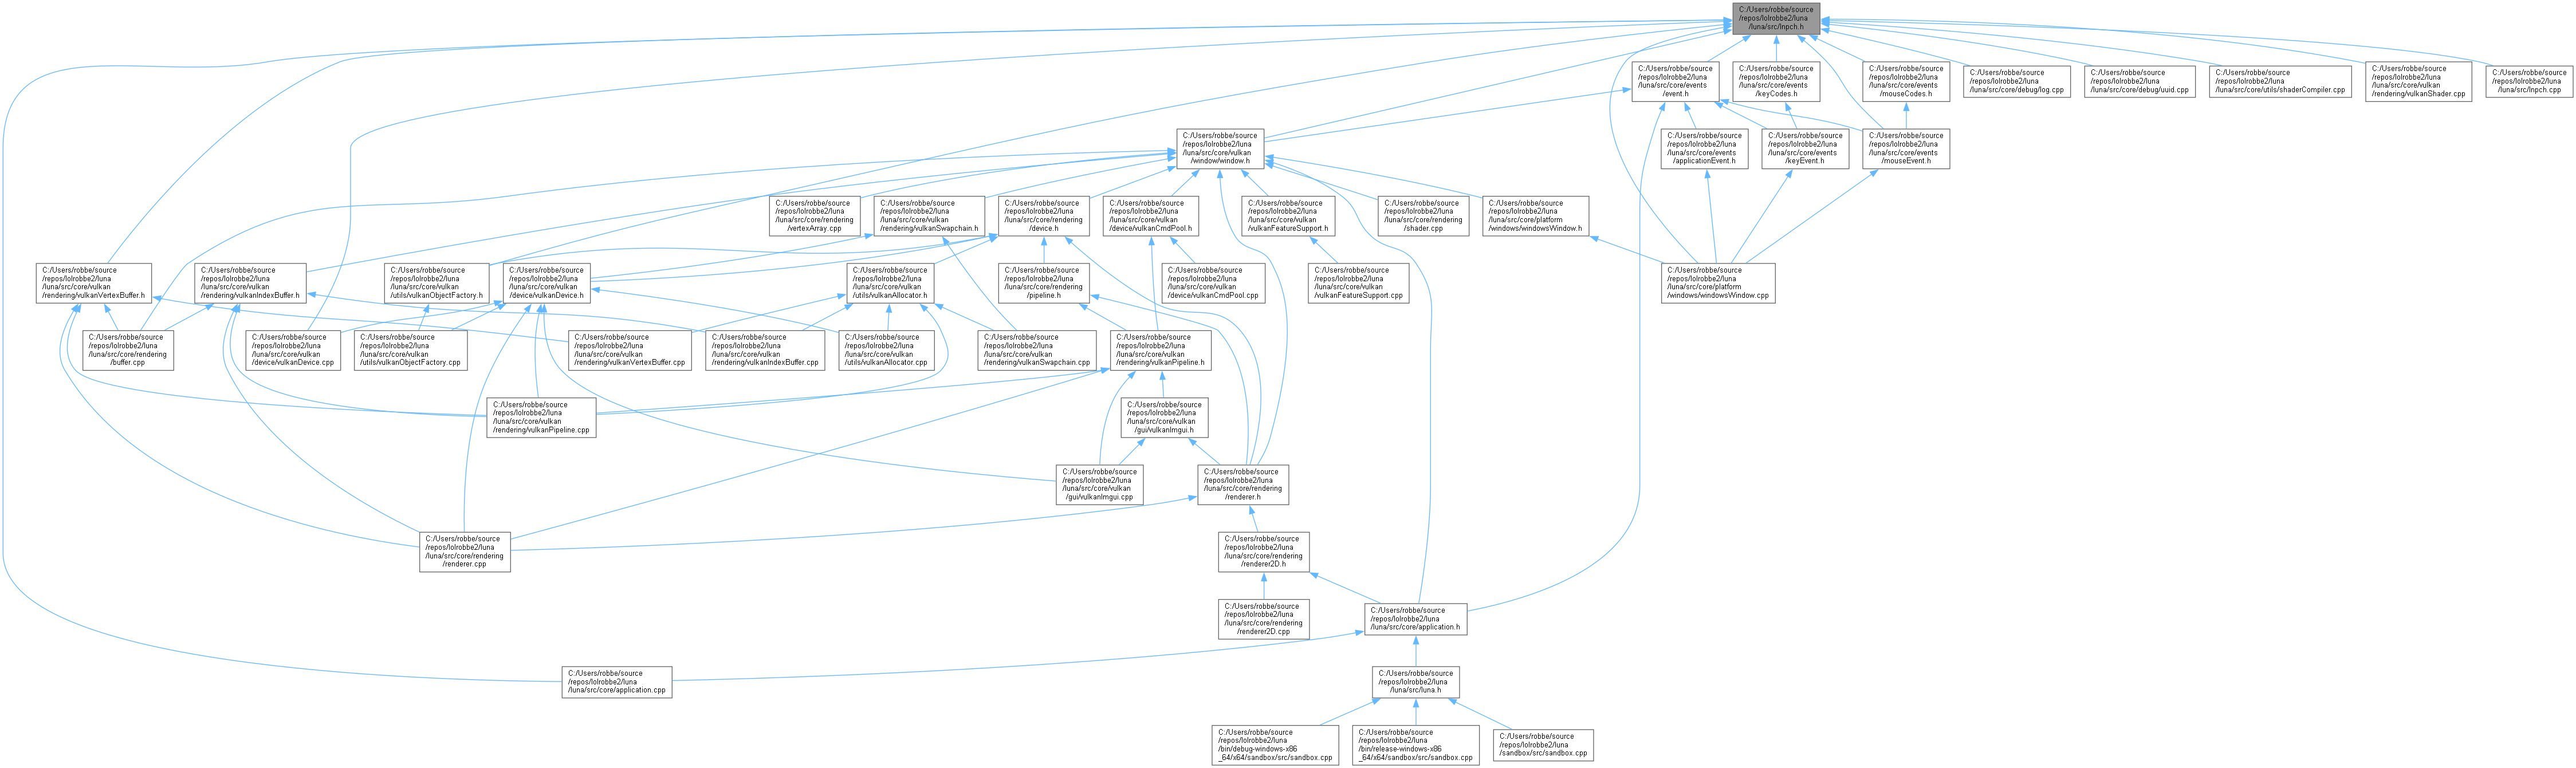 C:/Users/robbe/source
/repos/lolrobbe2/luna
/luna/src/lnpch.h
C:/Users/robbe/source
/repos/lolrobbe2/luna
/luna/src/core/events
/event.h
C:/Users/robbe/source
/repos/lolrobbe2/luna
/luna/src/core/events
/keyCodes.h
C:/Users/robbe/source
/repos/lolrobbe2/luna
/luna/src/core/events
/mouseCodes.h
C:/Users/robbe/source
/repos/lolrobbe2/luna
/luna/src/core/debug/log.cpp
C:/Users/robbe/source
/repos/lolrobbe2/luna
/luna/src/core/debug/uuid.cpp
C:/Users/robbe/source
/repos/lolrobbe2/luna
/luna/src/core/utils/shaderCompiler.cpp
C:/Users/robbe/source
/repos/lolrobbe2/luna
/luna/src/core/vulkan
/rendering/vulkanShader.cpp
C:/Users/robbe/source
/repos/lolrobbe2/luna
/luna/src/lnpch.cpp
C:/Users/robbe/source
/repos/lolrobbe2/luna
/luna/src/core/vulkan
/window/window.h
C:/Users/robbe/source
/repos/lolrobbe2/luna
/luna/src/core/events
/applicationEvent.h
C:/Users/robbe/source
/repos/lolrobbe2/luna
/luna/src/core/events
/keyEvent.h
C:/Users/robbe/source
/repos/lolrobbe2/luna
/luna/src/core/events
/mouseEvent.h
C:/Users/robbe/source
/repos/lolrobbe2/luna
/luna/src/core/rendering
/vertexArray.cpp
C:/Users/robbe/source
/repos/lolrobbe2/luna
/luna/src/core/vulkan
/rendering/vulkanSwapchain.h
C:/Users/robbe/source
/repos/lolrobbe2/luna
/luna/src/core/rendering
/device.h
C:/Users/robbe/source
/repos/lolrobbe2/luna
/luna/src/core/vulkan
/device/vulkanCmdPool.h
C:/Users/robbe/source
/repos/lolrobbe2/luna
/luna/src/core/vulkan
/vulkanFeatureSupport.h
C:/Users/robbe/source
/repos/lolrobbe2/luna
/luna/src/core/rendering
/shader.cpp
C:/Users/robbe/source
/repos/lolrobbe2/luna
/luna/src/core/platform
/windows/windowsWindow.h
C:/Users/robbe/source
/repos/lolrobbe2/luna
/luna/src/core/vulkan
/rendering/vulkanVertexBuffer.h
C:/Users/robbe/source
/repos/lolrobbe2/luna
/luna/src/core/vulkan
/rendering/vulkanIndexBuffer.h
C:/Users/robbe/source
/repos/lolrobbe2/luna
/luna/src/core/vulkan
/utils/vulkanObjectFactory.h
C:/Users/robbe/source
/repos/lolrobbe2/luna
/luna/src/core/vulkan
/device/vulkanDevice.h
C:/Users/robbe/source
/repos/lolrobbe2/luna
/luna/src/core/vulkan
/utils/vulkanAllocator.h
C:/Users/robbe/source
/repos/lolrobbe2/luna
/luna/src/core/rendering
/pipeline.h
C:/Users/robbe/source
/repos/lolrobbe2/luna
/luna/src/core/vulkan
/device/vulkanCmdPool.cpp
C:/Users/robbe/source
/repos/lolrobbe2/luna
/luna/src/core/vulkan
/vulkanFeatureSupport.cpp
C:/Users/robbe/source
/repos/lolrobbe2/luna
/luna/src/core/platform
/windows/windowsWindow.cpp
C:/Users/robbe/source
/repos/lolrobbe2/luna
/luna/src/core/rendering
/buffer.cpp
C:/Users/robbe/source
/repos/lolrobbe2/luna
/luna/src/core/vulkan
/device/vulkanDevice.cpp
C:/Users/robbe/source
/repos/lolrobbe2/luna
/luna/src/core/vulkan
/utils/vulkanObjectFactory.cpp
C:/Users/robbe/source
/repos/lolrobbe2/luna
/luna/src/core/vulkan
/rendering/vulkanVertexBuffer.cpp
C:/Users/robbe/source
/repos/lolrobbe2/luna
/luna/src/core/vulkan
/rendering/vulkanIndexBuffer.cpp
C:/Users/robbe/source
/repos/lolrobbe2/luna
/luna/src/core/vulkan
/utils/vulkanAllocator.cpp
C:/Users/robbe/source
/repos/lolrobbe2/luna
/luna/src/core/vulkan
/rendering/vulkanSwapchain.cpp
C:/Users/robbe/source
/repos/lolrobbe2/luna
/luna/src/core/vulkan
/rendering/vulkanPipeline.h
C:/Users/robbe/source
/repos/lolrobbe2/luna
/luna/src/core/vulkan
/rendering/vulkanPipeline.cpp
C:/Users/robbe/source
/repos/lolrobbe2/luna
/luna/src/core/vulkan
/gui/vulkanImgui.h
C:/Users/robbe/source
/repos/lolrobbe2/luna
/luna/src/core/vulkan
/gui/vulkanImgui.cpp
C:/Users/robbe/source
/repos/lolrobbe2/luna
/luna/src/core/rendering
/renderer.h
C:/Users/robbe/source
/repos/lolrobbe2/luna
/luna/src/core/rendering
/renderer.cpp
C:/Users/robbe/source
/repos/lolrobbe2/luna
/luna/src/core/rendering
/renderer2D.h
C:/Users/robbe/source
/repos/lolrobbe2/luna
/luna/src/core/rendering
/renderer2D.cpp
C:/Users/robbe/source
/repos/lolrobbe2/luna
/luna/src/core/application.h
C:/Users/robbe/source
/repos/lolrobbe2/luna
/luna/src/core/application.cpp
C:/Users/robbe/source
/repos/lolrobbe2/luna
/luna/src/luna.h
C:/Users/robbe/source
/repos/lolrobbe2/luna
/bin/debug-windows-x86
_64/x64/sandbox/src/sandbox.cpp
C:/Users/robbe/source
/repos/lolrobbe2/luna
/bin/release-windows-x86
_64/x64/sandbox/src/sandbox.cpp
C:/Users/robbe/source
/repos/lolrobbe2/luna
/sandbox/src/sandbox.cpp